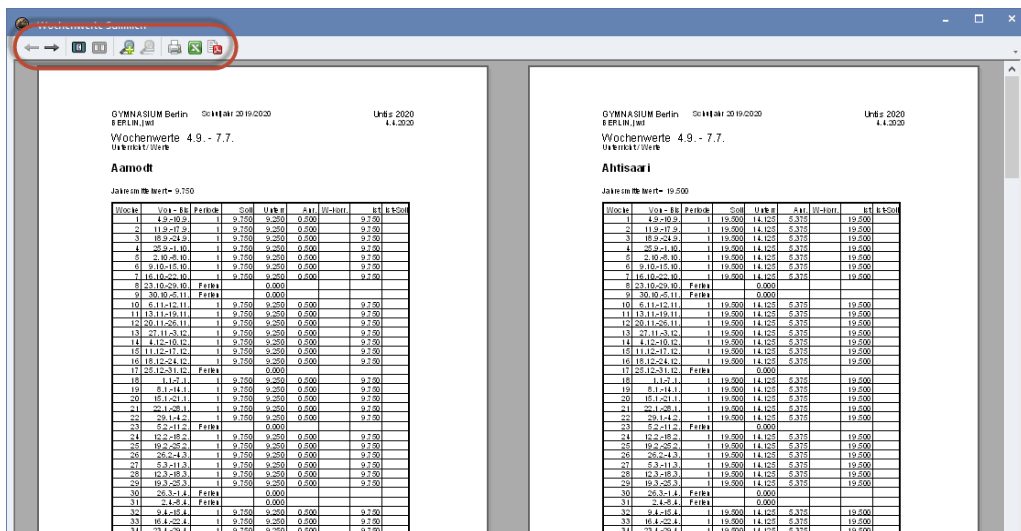 Wochenwerte Summen
GYMNASIUM Berlin Schuljahr 2019/2020 Untis 2020
BERLIN, jwd 4.4.2020
Wochenwerte 4.9. - 7.7.
Unterricht/Werte
Aamodt
Jahresmittelwert= 9.750
Woche Von - Bis Periode Soll Unterr. Anr. W-Korr. Ist Ist-Soll
1 4.9.-10.9. 1 9.750 9.250 0.500 9.750
2 11.9.-17.9. 1 9.750 9.250 0.500 9.750
3 18.9.-24.9. 1 9.750 9.250 0.500 9.750
4 25.9.-1.10. 1 9.750 9.250 0.500 9.750
5 2.10.-8.10. 1 9.750 9.250 0.500 9.750
6 9.10.-15.10. 1 9.750 9.250 0.500 9.750
7 16.10.-22.10. 1 9.750 9.250 0.500 9.750
8 23.10.-29.10. Ferien 0.000
9 30.10.-5.11. Ferien 0.000
10 6.11.-12.11. 1 9.750 9.250 0.500 9.750
11 13.11.-19.11. 1 9.750 9.250 0.500 9.750
12 20.11.-26.11. 1 9.750 9.250 0.500 9.750
13 27.11.-3.12. 1 9.750 9.250 0.500 9.750
14 4.12.-10.12. 1 9.750 9.250 0.500 9.750
15 11.12.-17.12. 1 9.750 9.250 0.500 9.750
16 18.12.-24.12. 1 9.750 9.250 0.500 9.750
17 25.12.-31.12. Ferien 0.000
18 1.1.-7.1. 1 9.750 9.250 0.500 9.750
19 8.1.-14.1. 1 9.750 9.250 0.500 9.750
20 15.1.-21.1. 1 9.750 9.250 0.500 9.750
21 22.1.-28.1. 1 9.750 9.250 0.500 9.750
22 29.1.-4.2. 1 9.750 9.250 0.500 9.750
23 5.2.-11.2. Ferien 0.000
24 12.2.-18.2. 1 9.750 9.250 0.500 9.750
25 19.2.-25.2. 1 9.750 9.250 0.500 9.750
26 26.2.-4.3. 1 9.750 9.250 0.500 9.750
27 5.3.-11.3. 1 9.750 9.250 0.500 9.750
28 12.3.-18.3. 1 9.750 9.250 0.500 9.750
29 19.3.-25.3. 1 9.750 9.250 0.500 9.750
30 26.3.-1.4. Ferien 0.000
31 2.4.-8.4. Ferien 0.000
32 9.4.-15.4. 1 9.750 9.250 0.500 9.750
33 16.4.-22.4. 1 9.750 9.250 0.500 9.750
34 23.4.-29.4. 1 9.750 9.250 0.500 9.750
GYMNASIUM Berlin Schuljahr 2019/2020 Untis 2020
BERLIN, jwd 4.4.2020
Wochenwerte 4.9. - 7.7.
Unterricht/Werte
Ahtisaari
Jahresmittelwert= 19.500
Woche Von - Bis Periode Soll Unterr. Anr. W-Korr. Ist Ist-Soll
1 4.9.-10.9. 1 19.500 14.125 5.375 19.500
2 11.9.-17.9. 1 19.500 14.125 5.375 19.500
3 18.9.-24.9. 1 19.500 14.125 5.375 19.500
4 25.9.-1.10. 1 19.500 14.125 5.375 19.500
5 2.10.-8.10. 1 19.500 14.125 5.375 19.500
6 9.10.-15.10. 1 19.500 14.125 5.375 19.500
7 16.10.-22.10. 1 19.500 14.125 5.375 19.500
8 23.10.-29.10. Ferien 0.000
9 30.10.-5.11. Ferien 0.000
10 6.11.-12.11. 1 19.500 14.125 5.375 19.500
11 13.11.-19.11. 1 19.500 14.125 5.375 19.500
12 20.11.-26.11. 1 19.500 14.125 5.375 19.500
13 27.11.-3.12. 1 19.500 14.125 5.375 19.500
14 4.12.-10.12. 1 19.500 14.125 5.375 19.500
15 11.12.-17.12. 1 19.500 14.125 5.375 19.500
16 18.12.-24.12. 1 19.500 14.125 5.375 19.500
17 25.12.-31.12. Ferien 0.000
18 1.1.-7.1. 1 19.500 14.125 5.375 19.500
19 8.1.-14.1. 1 19.500 14.125 5.375 19.500
20 15.1.-21.1. 1 19.500 14.125 5.375 19.500
21 22.1.-28.1. 1 19.500 14.125 5.375 19.500
22 29.1.-4.2. 1 19.500 14.125 5.375 19.500
23 5.2.-11.2. Ferien 0.000
24 12.2.-18.2. 1 19.500 14.125 5.375 19.500
25 19.2.-25.2. 1 19.500 14.125 5.375 19.500
26 26.2.-4.3. 1 19.500 14.125 5.375 19.500
27 5.3.-11.3. 1 19.500 14.125 5.375 19.500
28 12.3.-18.3. 1 19.500 14.125 5.375 19.500
29 19.3.-25.3. 1 19.500 14.125 5.375 19.500
30 26.3.-1.4. Ferien 0.000
31 2.4.-8.4. Ferien 0.000
32 9.4.-15.4. 1 19.500 14.125 5.375 19.500
33 16.4.-22.4. 1 19.500 14.125 5.375 19.500
34 23.4.-29.4. 1 19.500 14.125 5.375 19.500